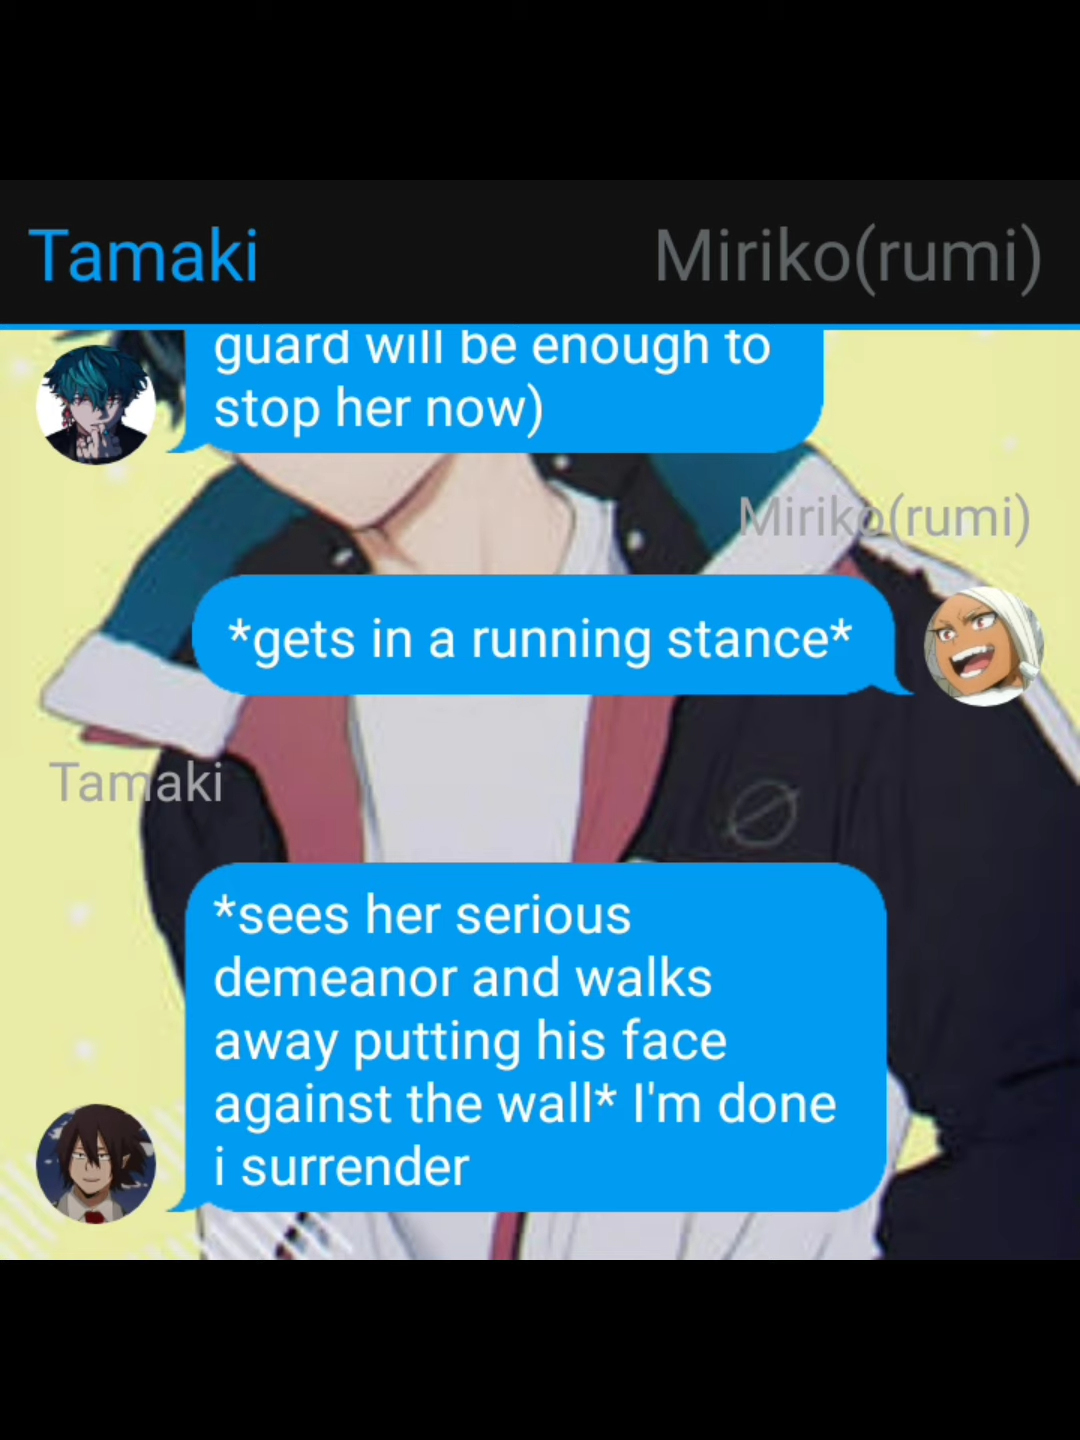 Tamaki
Miriko(rumi)
guard will be enough to
stop her now)
Miriko(rumi)
*gets in a running stance*
Tamaki
*sees her serious
demeanor and walks
away putting his face
against the wall* I'm done
i surrender